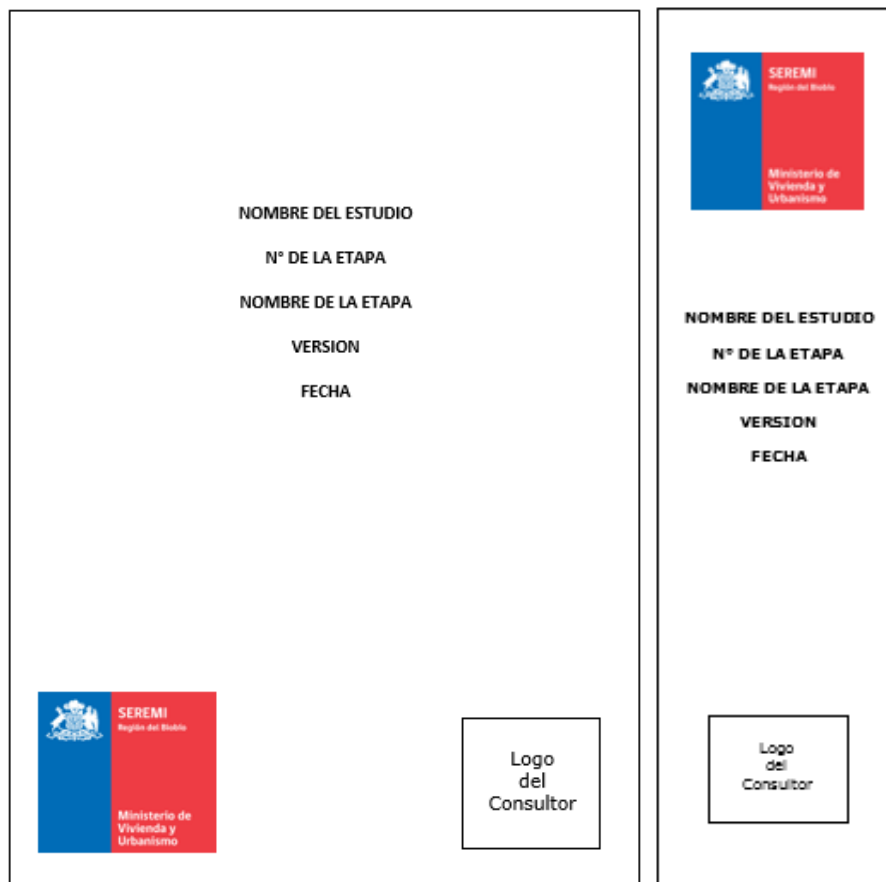 NOMBRE DEL ESTUDIO
N° DE LA ETAPA
NOMBRE DE LA ETAPA
VERSION
FECHA
SEREMI
Región del Biobío
Ministerio de
Vivienda y
Urbanismo
Logo
del
Consultor
SEREMI
Región del Biobío
Ministerio de
Vivienda y
Urbanismo
NOMBRE DEL ESTUDIO
N° DE LA ETAPA
NOMBRE DE LA ETAPA
VERSION
FECHA
Logo
del
Consultor